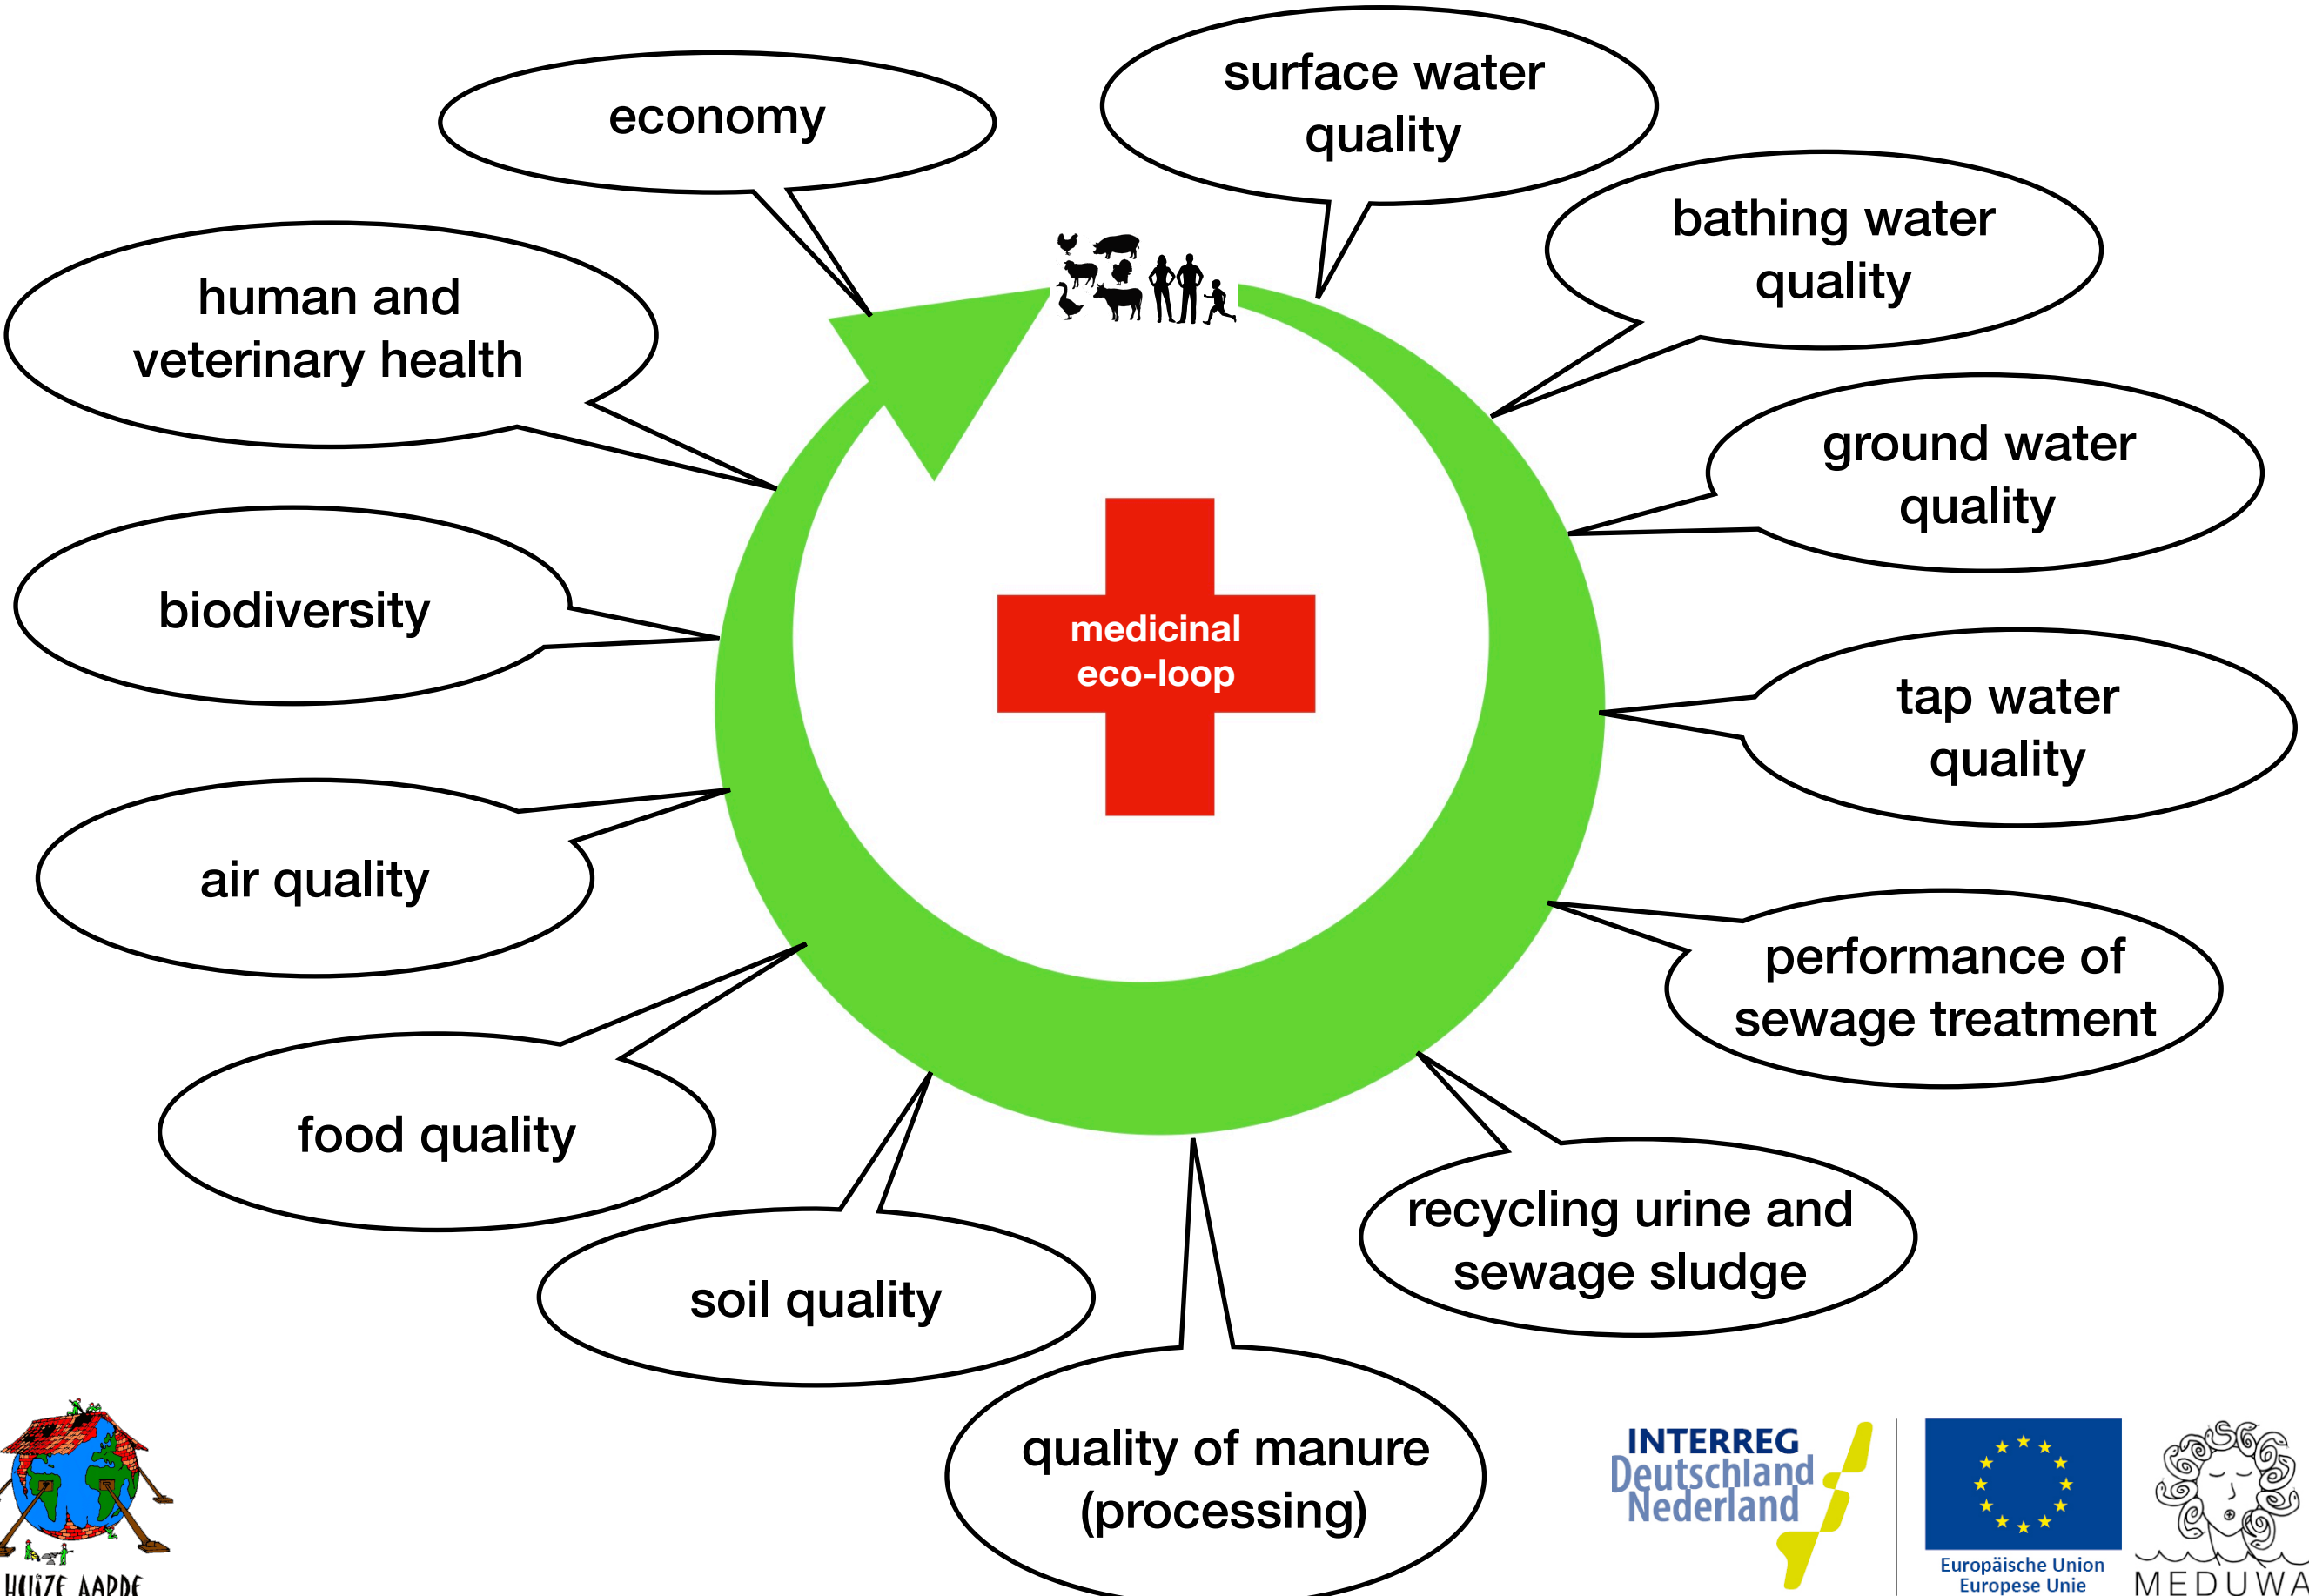 economy
surface water
quality
bathing water
quality
human and
veterinary health
ground water
quality
biodiversity
medicinal
eco-loop
tap water
quality
air quality
performance of
sewage treatment
food quality
recycling urine and
sewage sludge
soil quality
quality of manure
(processing)
HUIZE AARDE
INTERREG
Deutschland
Nederland
Europäische Union
Europese Unie
MEDUWA